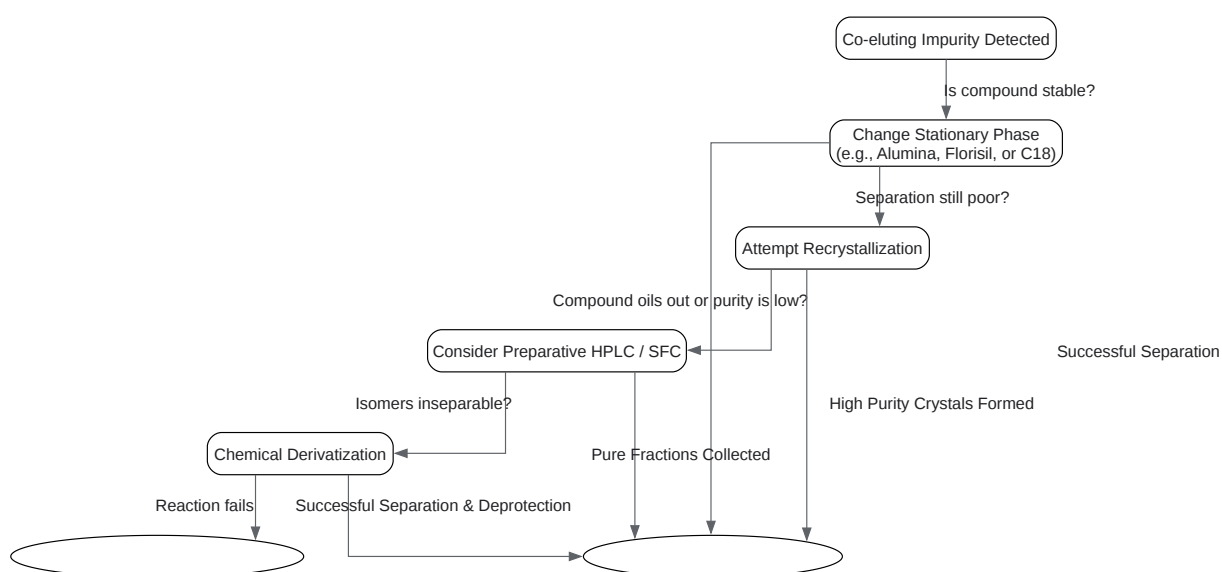 Co-eluting Impurity Detected
Is compound stable?
Change Stationary Phase
(e.g., Alumina, Florisil, or C18)
Separation still poor?
Attempt Recrystallization
Compound oils out or purity is low?
Consider Preparative HPLC / SFC
Successful Separation
Isomers inseparable?
High Purity Crystals Formed
Chemical Derivatization
Pure Fractions Collected
Reaction fails
Successful Separation & Deprotection